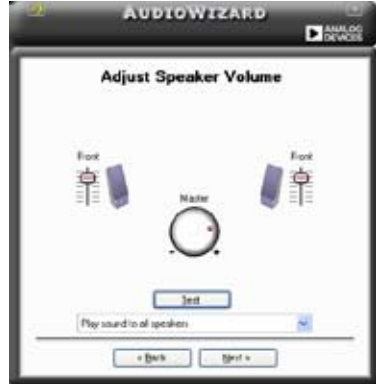 AUDIOWIZARD
ANALOG
DEVICES
Adjust Speaker Volume
Front Front
Master
- +
Test
Play sound to all speakers
< Back Next >